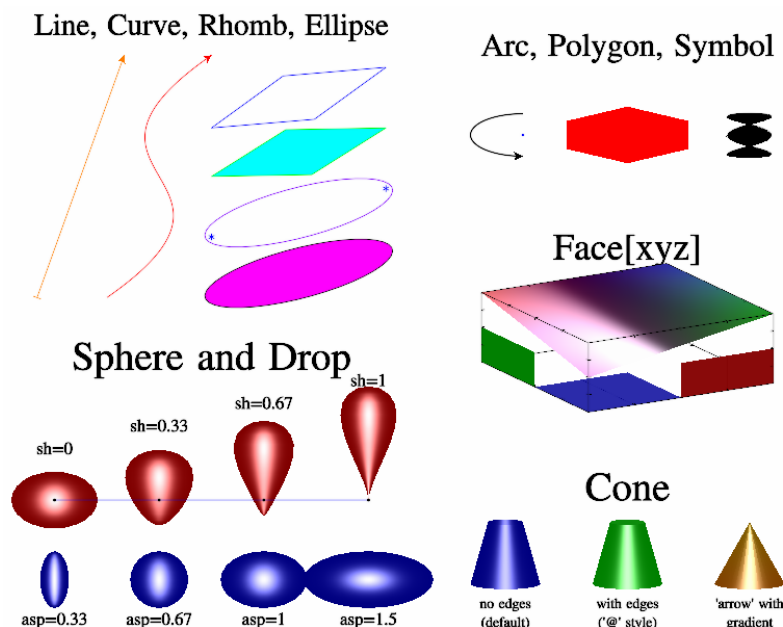 Line, Curve, Rhomb, Ellipse
Arc, Polygon, Symbol
Face[xyz]
Sphere and Drop
sh=0
sh=0.33
sh=0.67
sh=1
asp=0.33
asp=0.67
asp=1
asp=1.5
Cone
no edges
(default)
with edges
('@' style)
'arrow' with
gradient